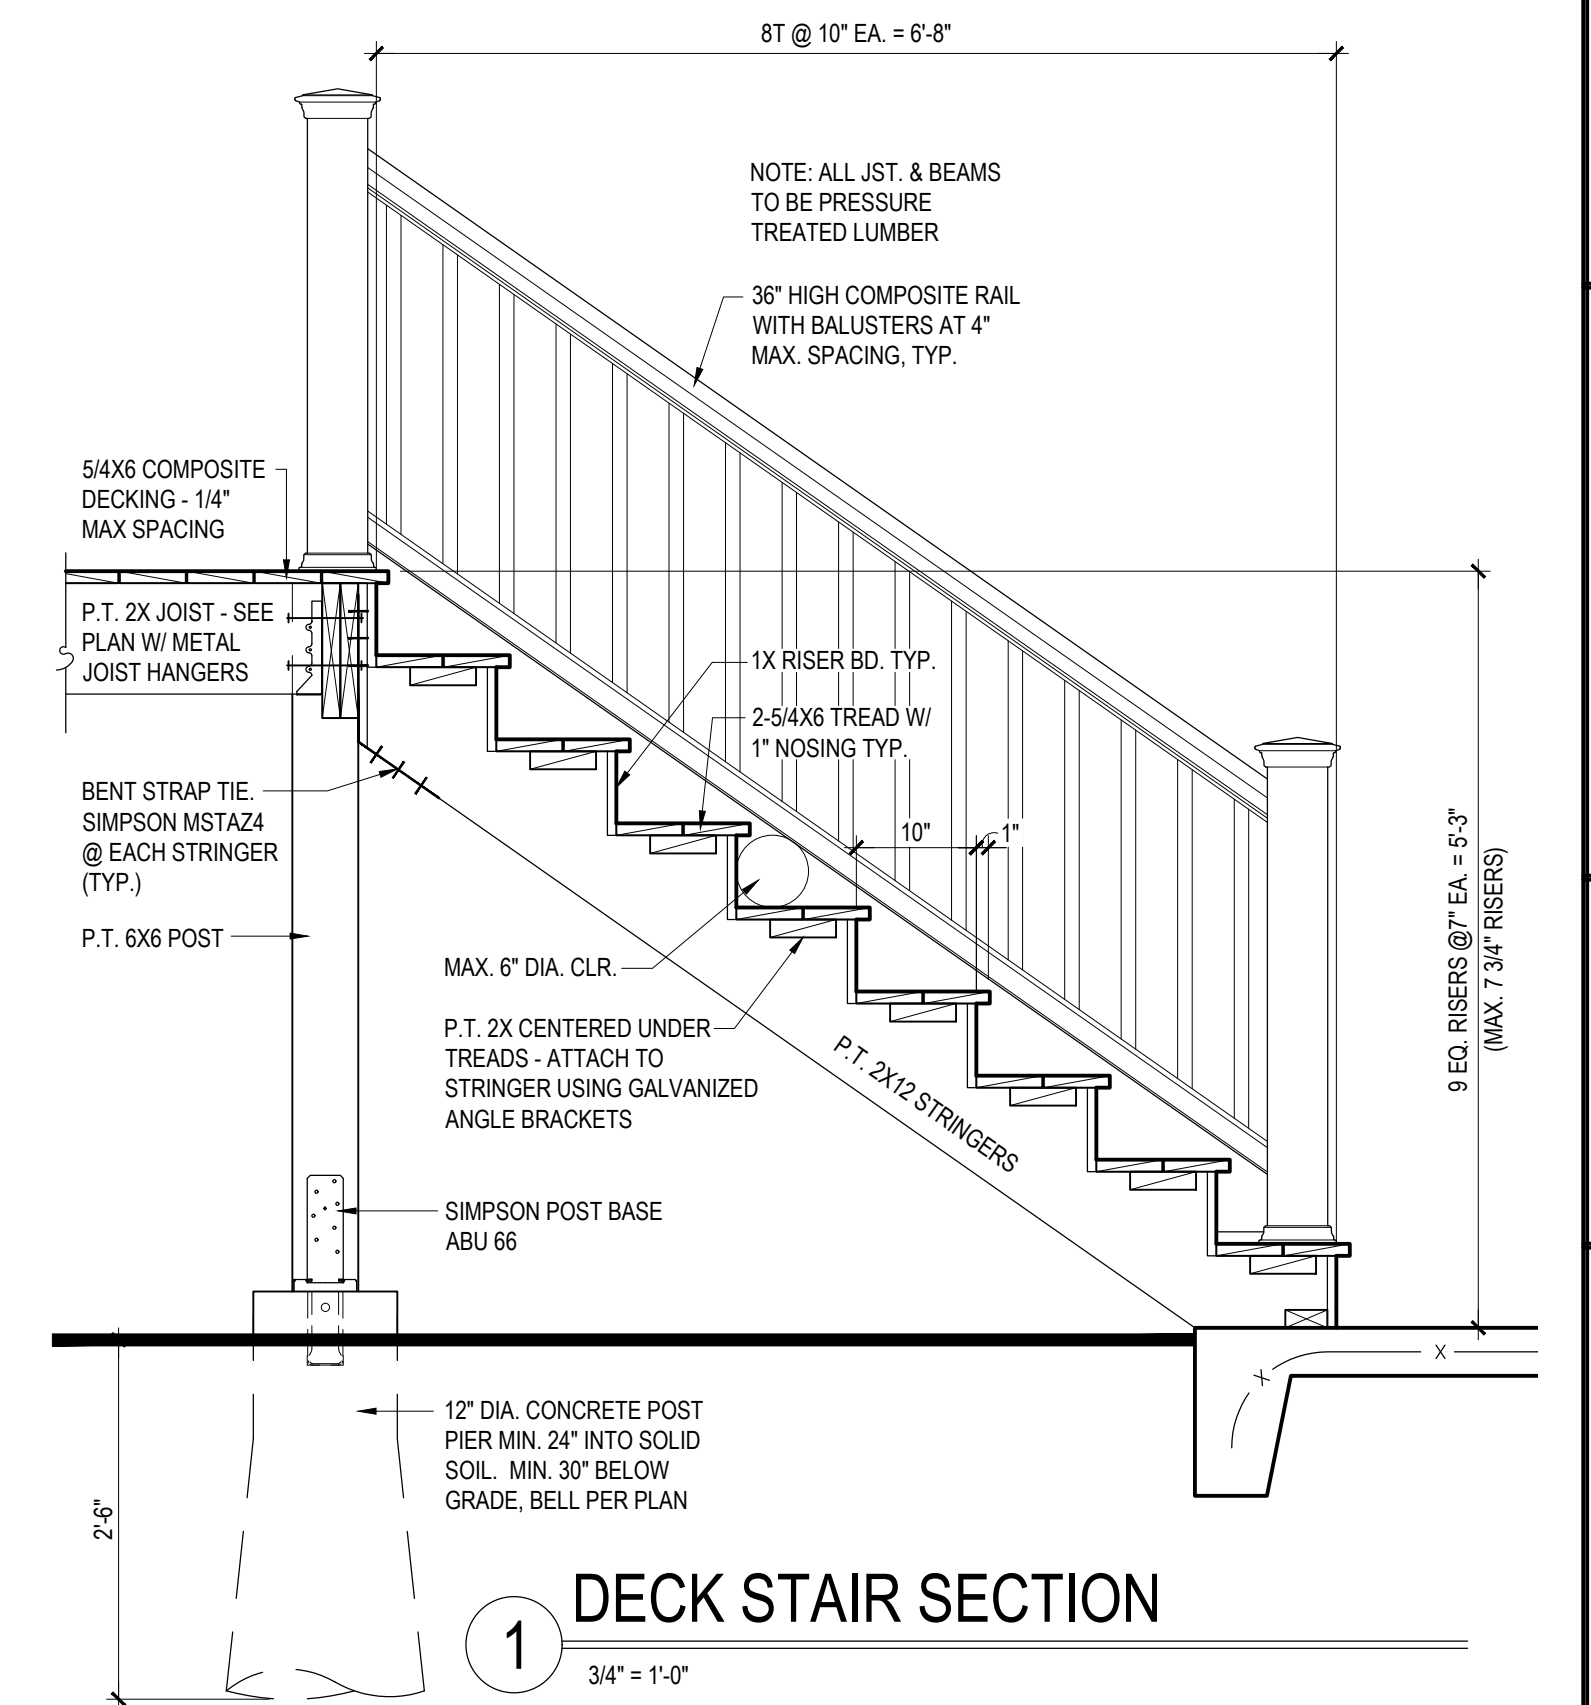 8T @ 10" EA. = 6'-8"
NOTE: ALL JST. & BEAMS
TO BE PRESSURE
TREATED LUMBER
36" HIGH COMPOSITE RAIL
WITH BALUSTERS AT 4"
MAX. SPACING, TYP.
5/4X6 COMPOSITE
DECKING - 1/4"
MAX SPACING
P.T. 2X JOIST - SEE
PLAN W/ METAL
JOIST HANGERS
1X RISER BD. TYP.
2-5/4X6 TREAD W/
1" NOSING TYP.
BENT STRAP TIE.
SIMPSON MSTAZ4
@ EACH STRINGER
(TYP.)
10"
1"
P.T. 6X6 POST
MAX. 6" DIA. CLR.
P.T. 2X CENTERED UNDER
TREADS - ATTACH TO
STRINGER USING GALVANIZED
ANGLE BRACKETS
P.T. 2X12 STRINGERS
9 EQ. RISERS @7" EA. = 5'-3"
(MAX. 7 3/4" RISERS)
SIMPSON POST BASE
ABU 66
X
X
12" DIA. CONCRETE POST
PIER MIN. 24" INTO SOLID
SOIL. MIN. 30" BELOW
GRADE, BELL PER PLAN
2'-6"
1
DECK STAIR SECTION
3/4" = 1'-0"